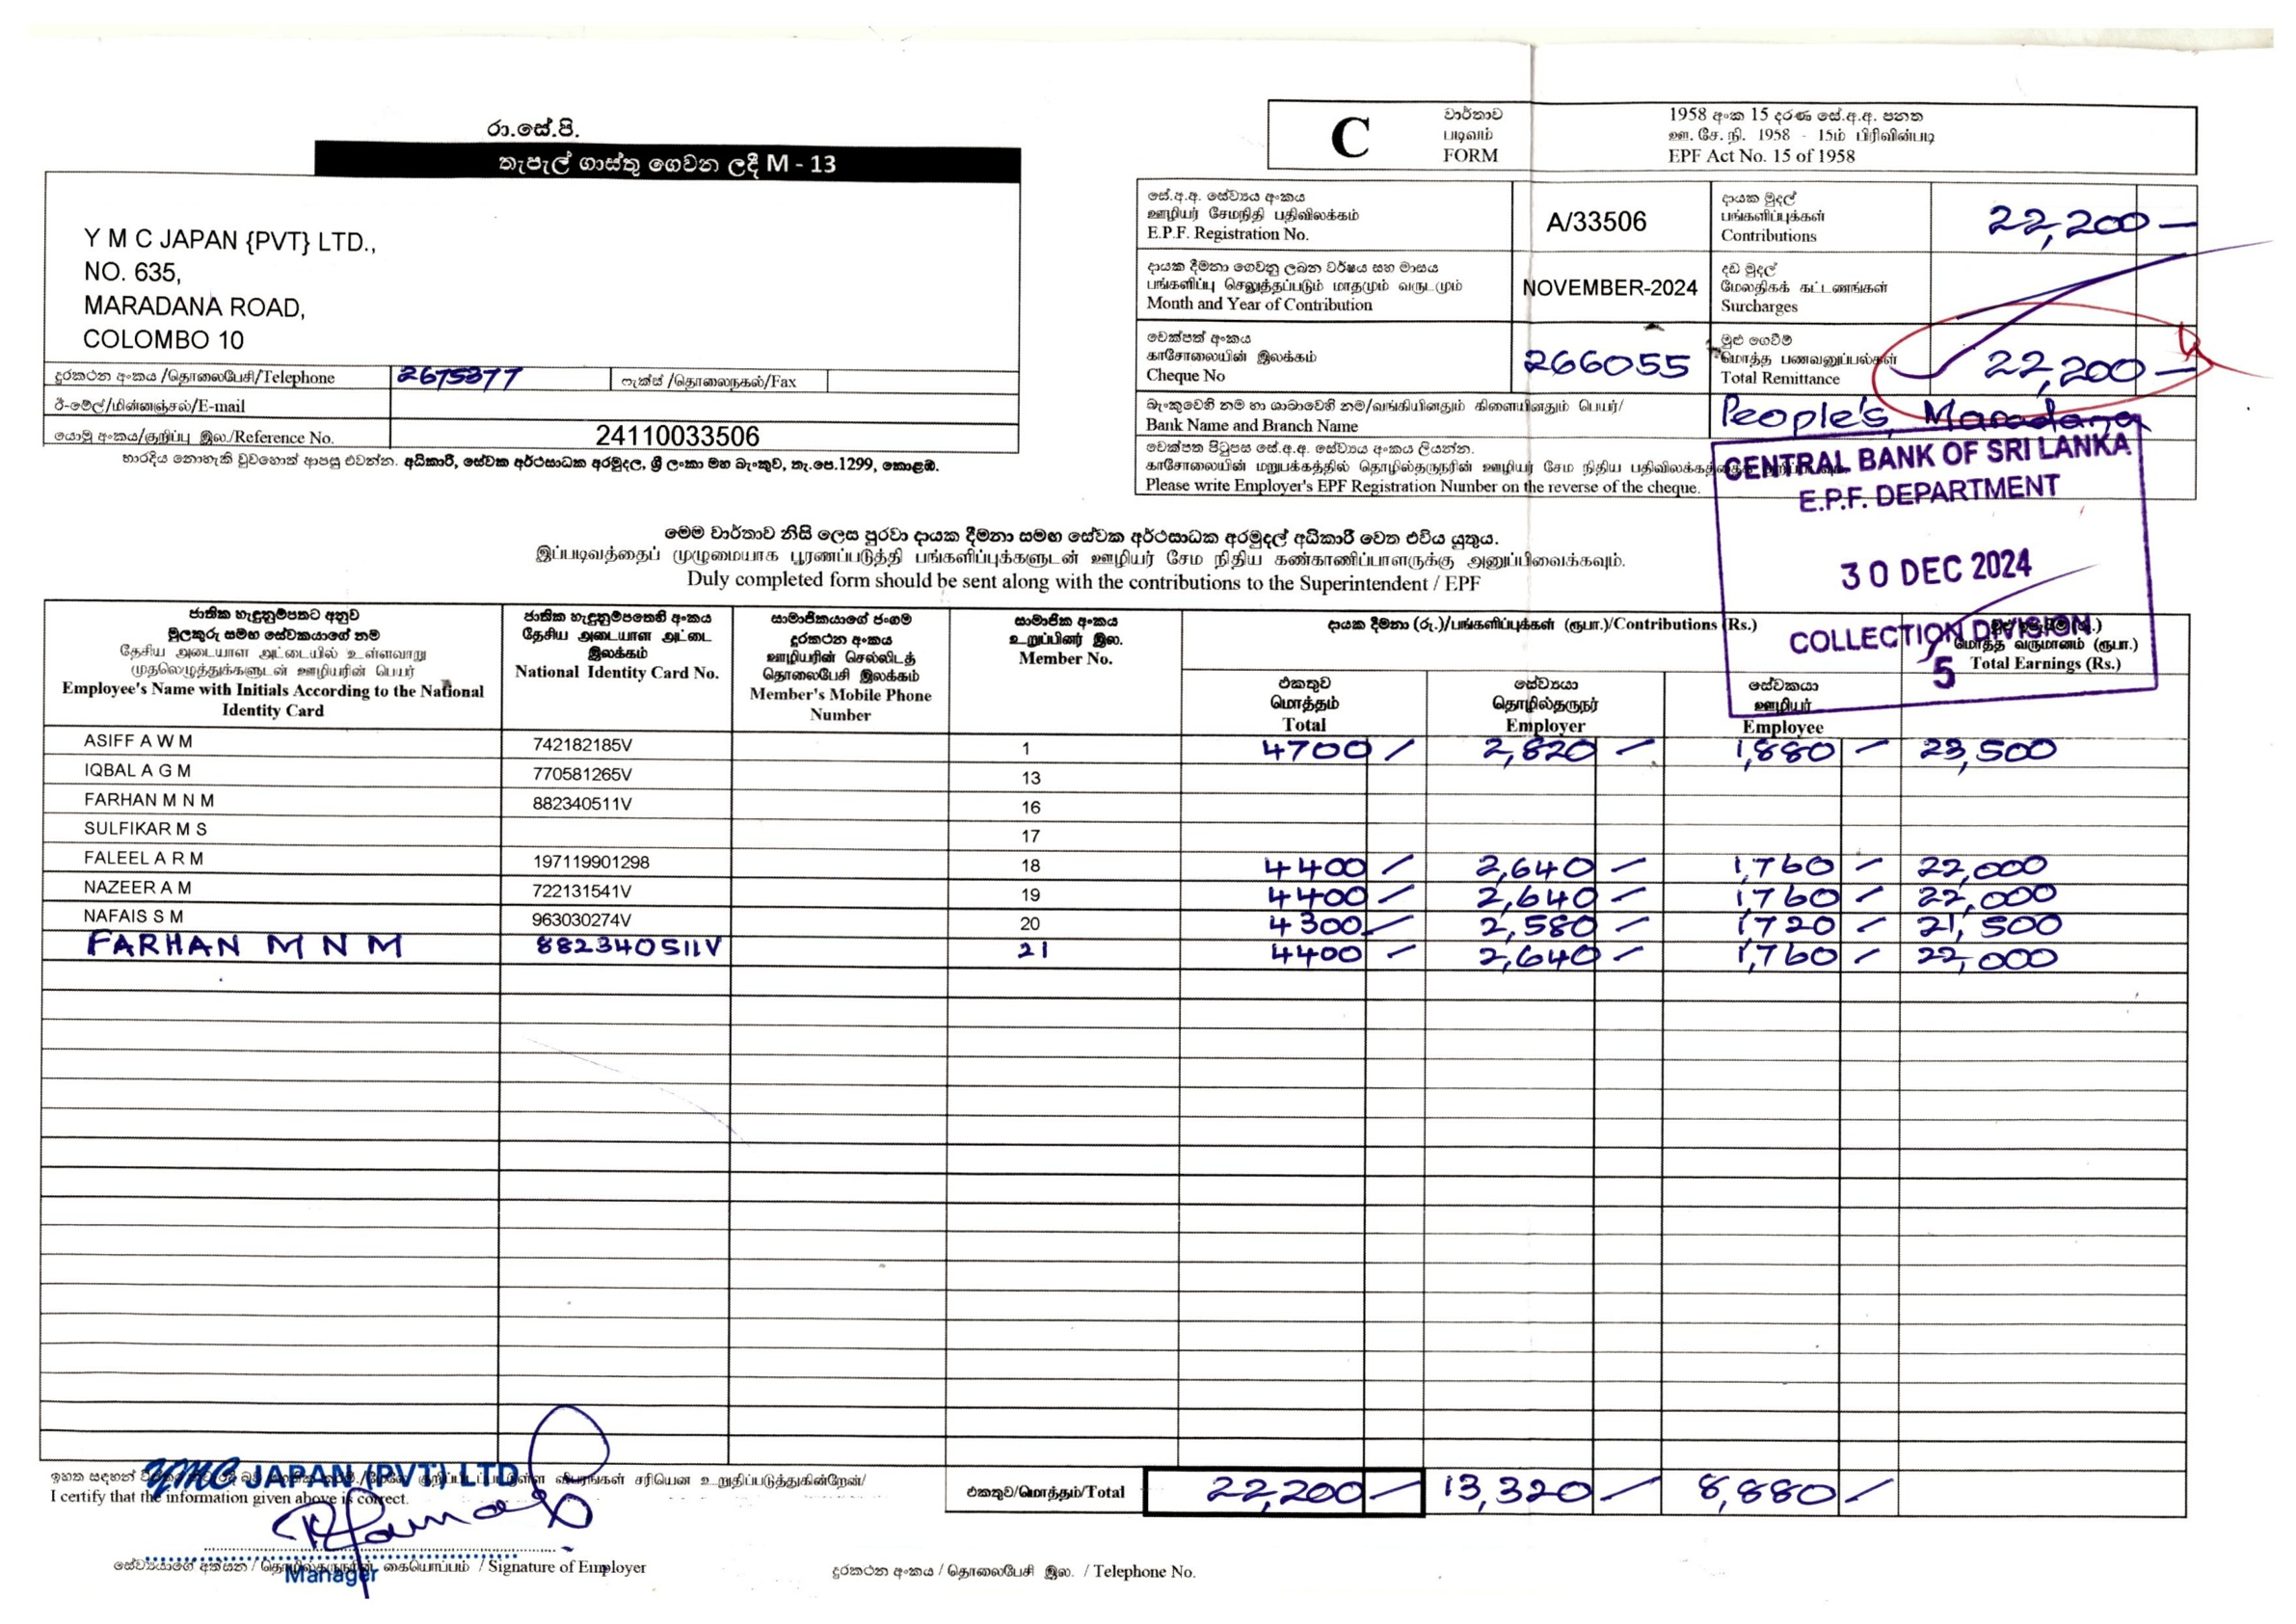 රා.සේ.පි.
තැපැල් ගාස්තු ගෙවන ලදී M - 13
Y M C JAPAN {PVT} LTD.,
NO. 635,
MARADANA ROAD,
COLOMBO 10
දුරකථන අංකය /தொலைபேசி/Telephone 2675377 ෆැක්ස් /தொலைநகல்/Fax
ඊ-මේල්/மின்னஞ்சல்/E-mail
යොමු අංකය/குறிப்பு இல./Reference No. 24110033506
භාරදිය නොහැකි වුවහොත් ආපසු එවන්න. අධිකාරී, සේවක අර්ථසාධක අරමුදල, ශ්‍රී ලංකා මහ බැංකුව, තැ.පෙ.1299, කොළඹ.
C
වාර්තාව
படிவம்
FORM
1958 අංක 15 දරණ සේ.අ.අ. පනත
ஊ. சே. நி. 1958 - 15ம் பிரிவின்படி
EPF Act No. 15 of 1958
සේ.අ.අ. සේව්‍යය අංකය
ஊழியர் சேமநிதி பதிவிலக்கம்
E.P.F. Registration No.
A/33506
දායක මුදල්
பங்களிப்புக்கள்
Contributions
22,200 —
දායක දීමනා ගෙවනු ලබන වර්ෂය සහ මාසය
பங்களிப்பு செலுத்தப்படும் மாதமும் வருடமும்
Month and Year of Contribution
NOVEMBER-2024
දඩ මුදල්
மேலதிகக் கட்டணங்கள்
Surcharges
චෙක්පත් අංකය
காசோலையின் இலக்கம்
Cheque No
266055
මුළු ගෙවීම්
மொத்த பணவனுப்பல்கள்
Total Remittance
22,200 —
බැංකුවෙහි නම හා ශාඛාවෙහි නම/வங்கியினதும் கிளையினதும் பெயர்/
Bank Name and Branch Name
People's, Maradana
චෙක්පත පිටුපස සේ.අ.අ. සේව්‍යය අංකය ලියන්න.
காசோலையின் மறுபக்கத்தில் தொழில்தருநரின் ஊழியர் சேம நிதிய பதிவிலக்கத்தை
Please write Employer's EPF Registration Number on the reverse of the cheque.
CENTRAL BANK OF SRI LANKA
E.P.F. DEPARTMENT
30 DEC 2024
COLLECTION DIVISION
5
මෙම වාර්තාව නිසි ලෙස පුරවා දායක දීමනා සමඟ සේවක අර්ථසාධක අරමුදල් අධිකාරී වෙත එවිය යුතුය.
இப்படிவத்தைப் முழுமையாக பூரணப்படுத்தி பங்களிப்புக்களுடன் ஊழியர் சேம நிதிய கண்காணிப்பாளருக்கு அனுப்பிவைக்கவும்.
Duly completed form should be sent along with the contributions to the Superintendent / EPF
ජාතික හැඳුනුම්පතට අනුව
මුලකුරු සමඟ සේවකයාගේ නම
தேசிய அடையாள அட்டையில் உள்ளவாறு
முதலெழுத்துக்களுடன் ஊழியரின் பெயர்
Employee's Name with Initials According to the National
Identity Card
ජාතික හැඳුනුම්පතෙහි අංකය
தேசிய அடையாள அட்டை
இலக்கம்
National Identity Card No.
සාමාජිකයාගේ ජංගම
දුරකථන අංකය
ஊழியரின் செல்லிடத்
தொலைபேசி இலக்கம்
Member's Mobile Phone
Number
සාමාජික අංකය
உறுப்பினர் இல.
Member No.
දායක දීමනා (රු.)/பங்களிப்புக்கள் (ரூபா.)/Contributions (Rs.)
எකතුව
மொத்தம்
Total
සේව්‍යයා
தொழில்தருநர்
Employer
සේවකයා
ஊழியர்
Employee
மொத்த வருமானம் (ரூபா.)
Total Earnings (Rs.)
ASIFF A W M 742182185V 1 4700 / 2,820 — 1,880 — 23,500
IQBAL A G M 770581265V 13
FARHAN M N M 882340511V 16
SULFIKAR M S 17
FALEEL A R M 197119901298 18 4400 / 2,640 — 1,760 — 22,000
NAZEER A M 722131541V 19 4400 / 2,640 — 1,760 — 22,000
NAFAIS S M 963030274V 20 4300 / 2,580 — 1720 — 21,500
FARHAN M N M 882340511V 21 4400 — 2,640 — 1,760 — 22,000
එකතුව/மொத்தம்/Total 22,200 — 13,320 — 8,880 —
YMC JAPAN (PVT) LTD
I certify that the information given above is correct.
සේව්‍යයාගේ අත්සන / தொழில்தருநரின் கையொப்பம் / Signature of Employer
Manager
දුරකථන අංකය / தொலைபேசி இல. / Telephone No.